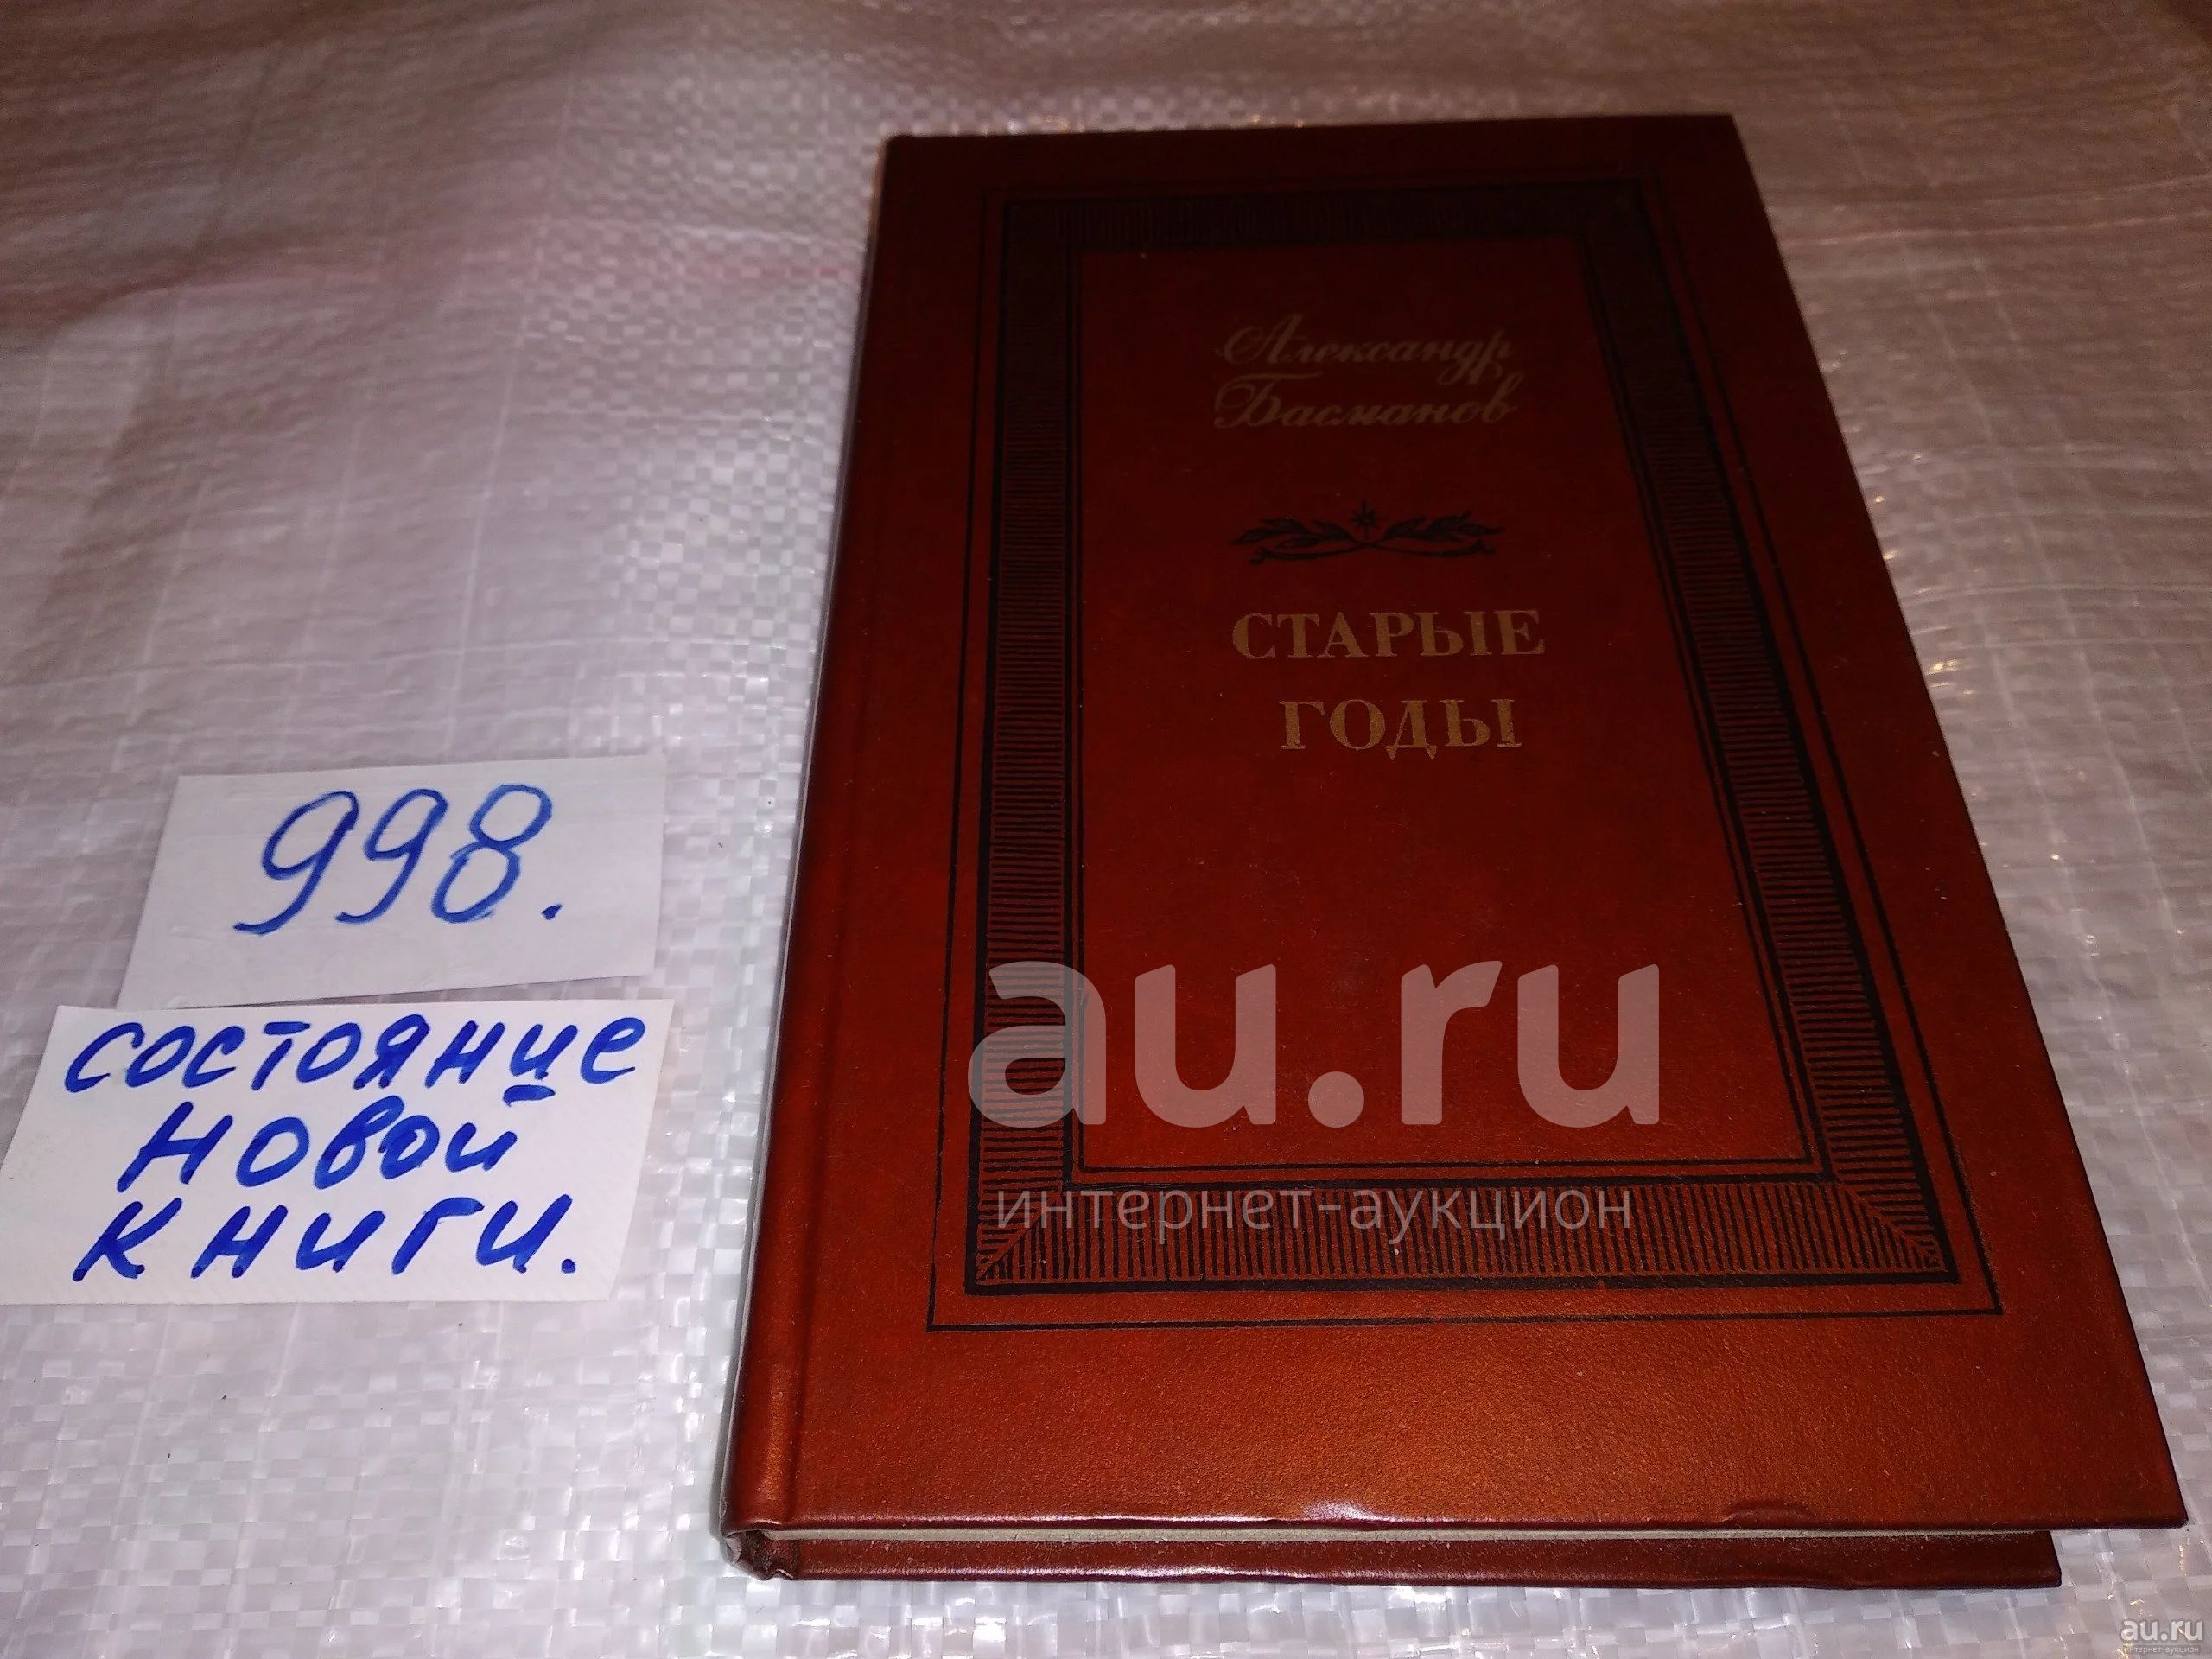 Александр
Басманов
СТАРЫЕ
ГОДЫ
998.
состояние
новой
книги.
au.ru
интернет-аукцион
au.ru
интернет-аукцион